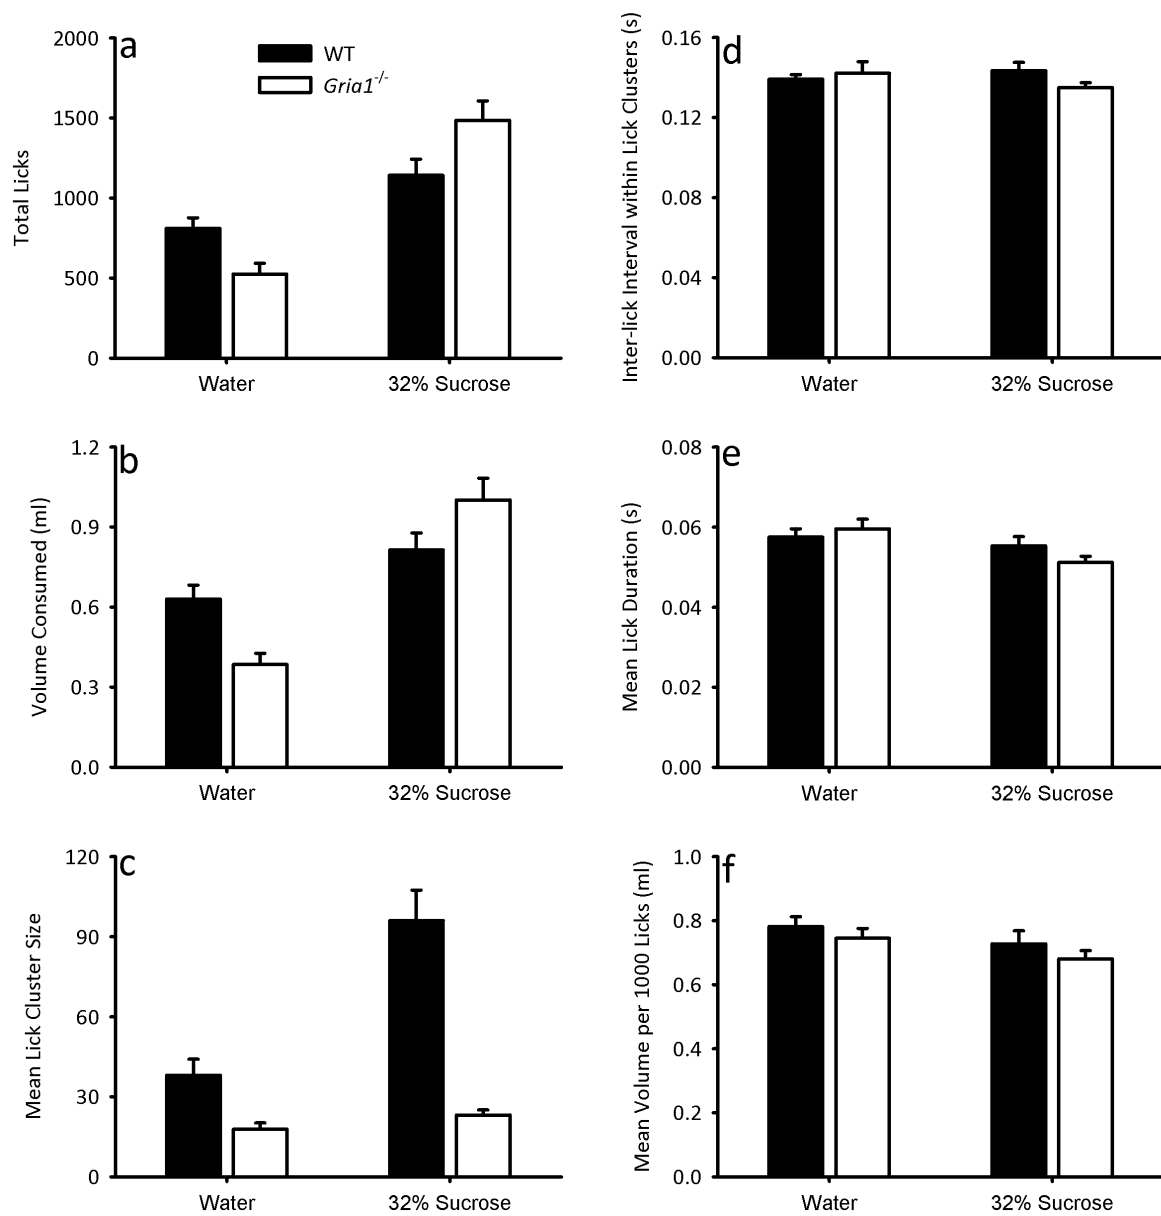 a
WT
Gria1-/-
Total Licks
2000
1500
1000
500
0
Water
32% Sucrose
d
Inter-lick Interval within Lick Clusters (s)
0.16
0.12
0.08
0.04
0.00
Water
32% Sucrose
b
Volume Consumed (ml)
1.2
0.9
0.6
0.3
0.0
Water
32% Sucrose
e
Mean Lick Duration (s)
0.08
0.06
0.04
0.02
0.00
Water
32% Sucrose
c
Mean Lick Cluster Size
120
90
60
30
0
Water
32% Sucrose
f
Mean Volume per 1000 Licks (ml)
1.0
0.8
0.6
0.4
0.2
0.0
Water
32% Sucrose